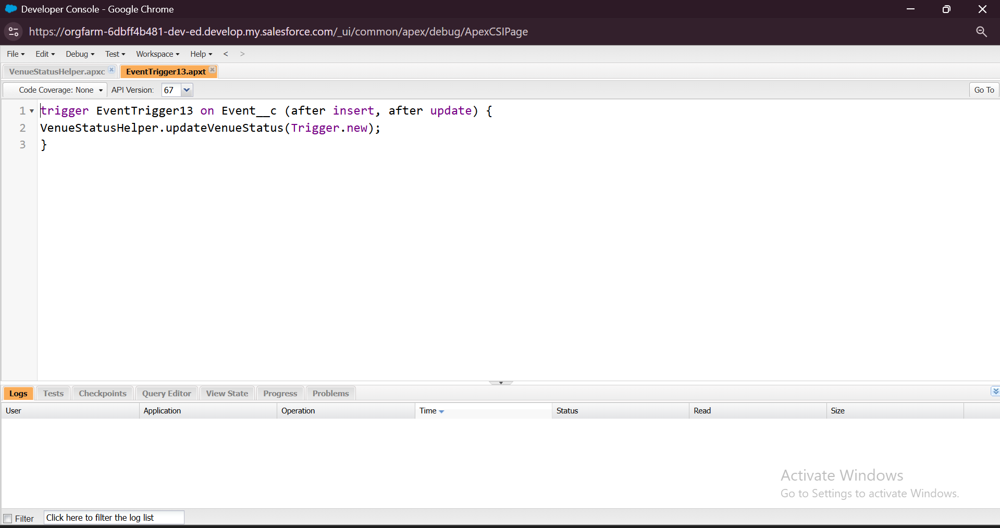 Developer Console - Google Chrome
https://orgfarm-6dbff4b481-dev-ed.develop.my.salesforce.com/_ui/common/apex/debug/ApexCSIPage
File Edit Debug Test Workspace Help < >
VenueStatusHelper.apxc EventTrigger13.apxt
Code Coverage: None API Version: 67 Go To
1 trigger EventTrigger13 on Event__c (after insert, after update) {
2 VenueStatusHelper.updateVenueStatus(Trigger.new);
3 }
Logs Tests Checkpoints Query Editor View State Progress Problems
User Application Operation Time Status Read Size
Activate Windows
Go to Settings to activate Windows.
Filter Click here to filter the log list